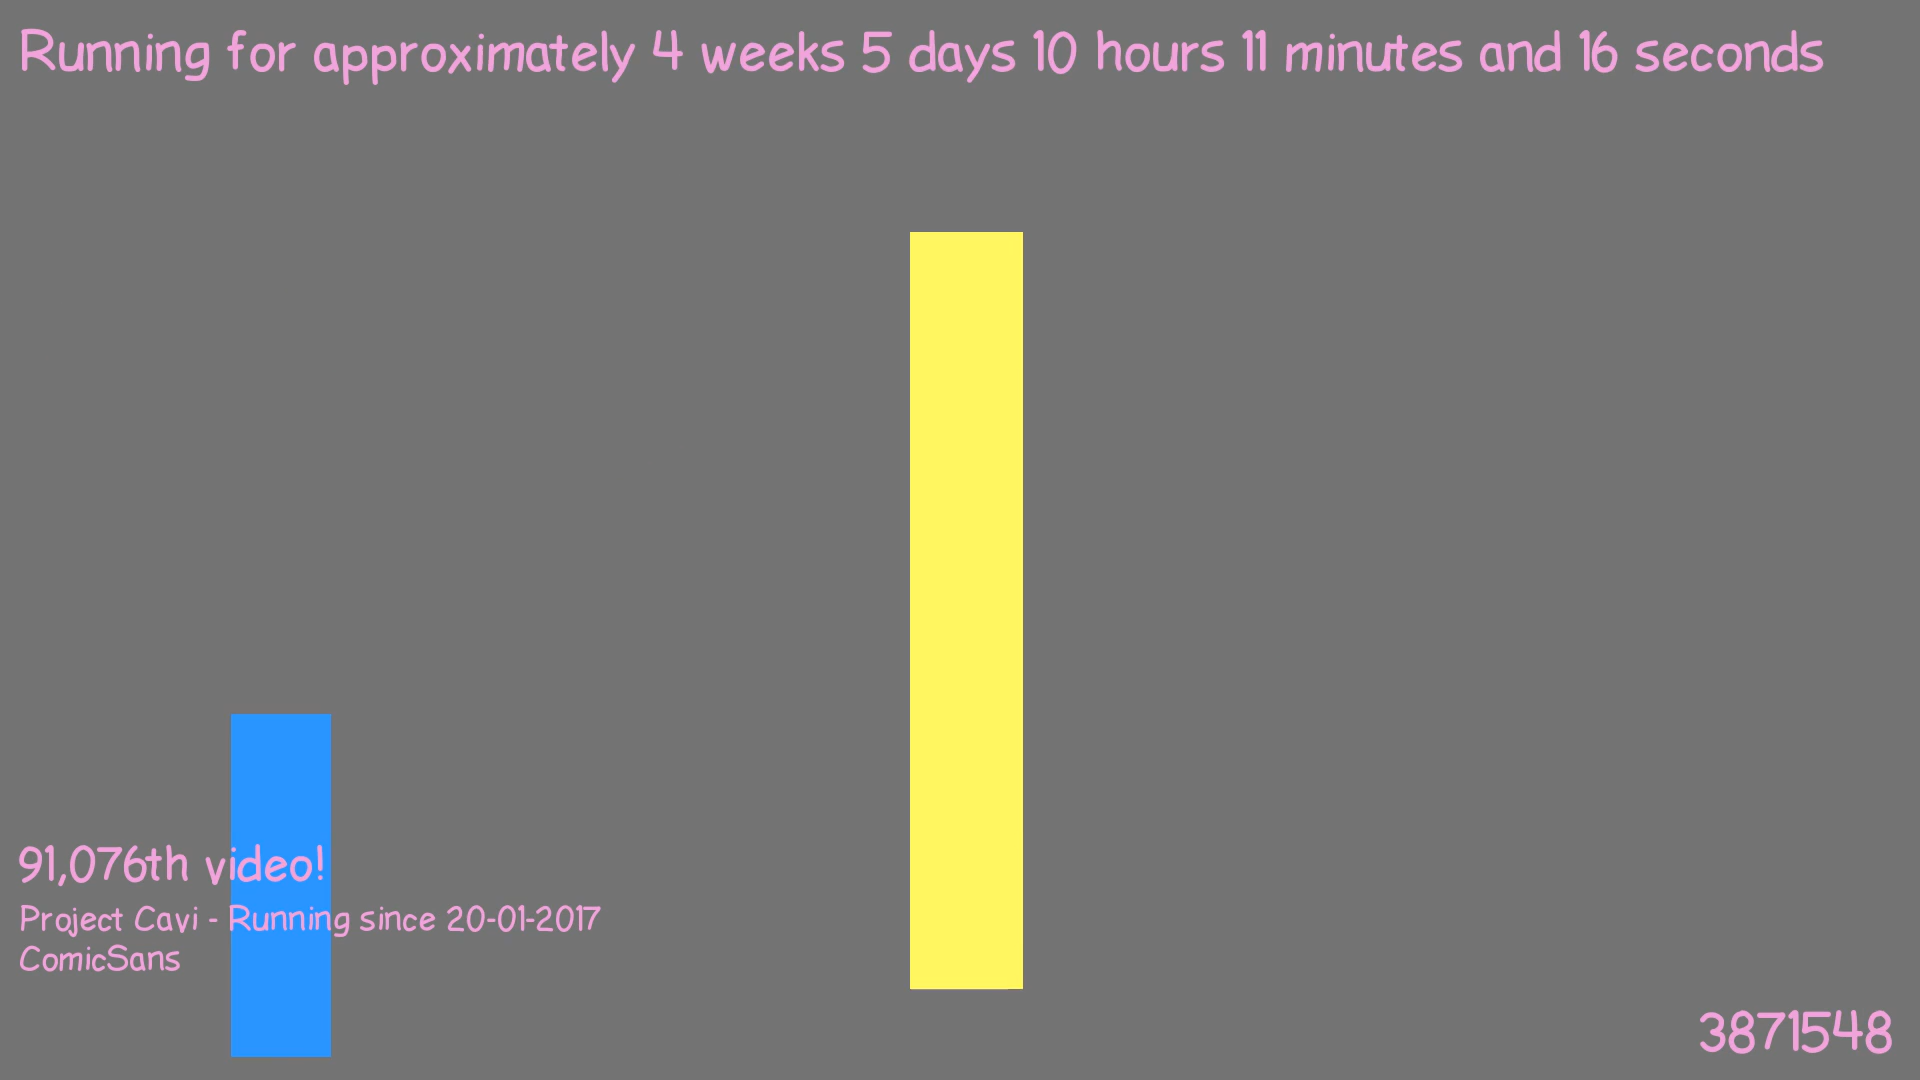 Running for approximately 4 weeks 5 days 10 hours 11 minutes and 16 seconds
91,076th video!
Project Cavi - Running since 20-01-2017
ComicSans
3871548